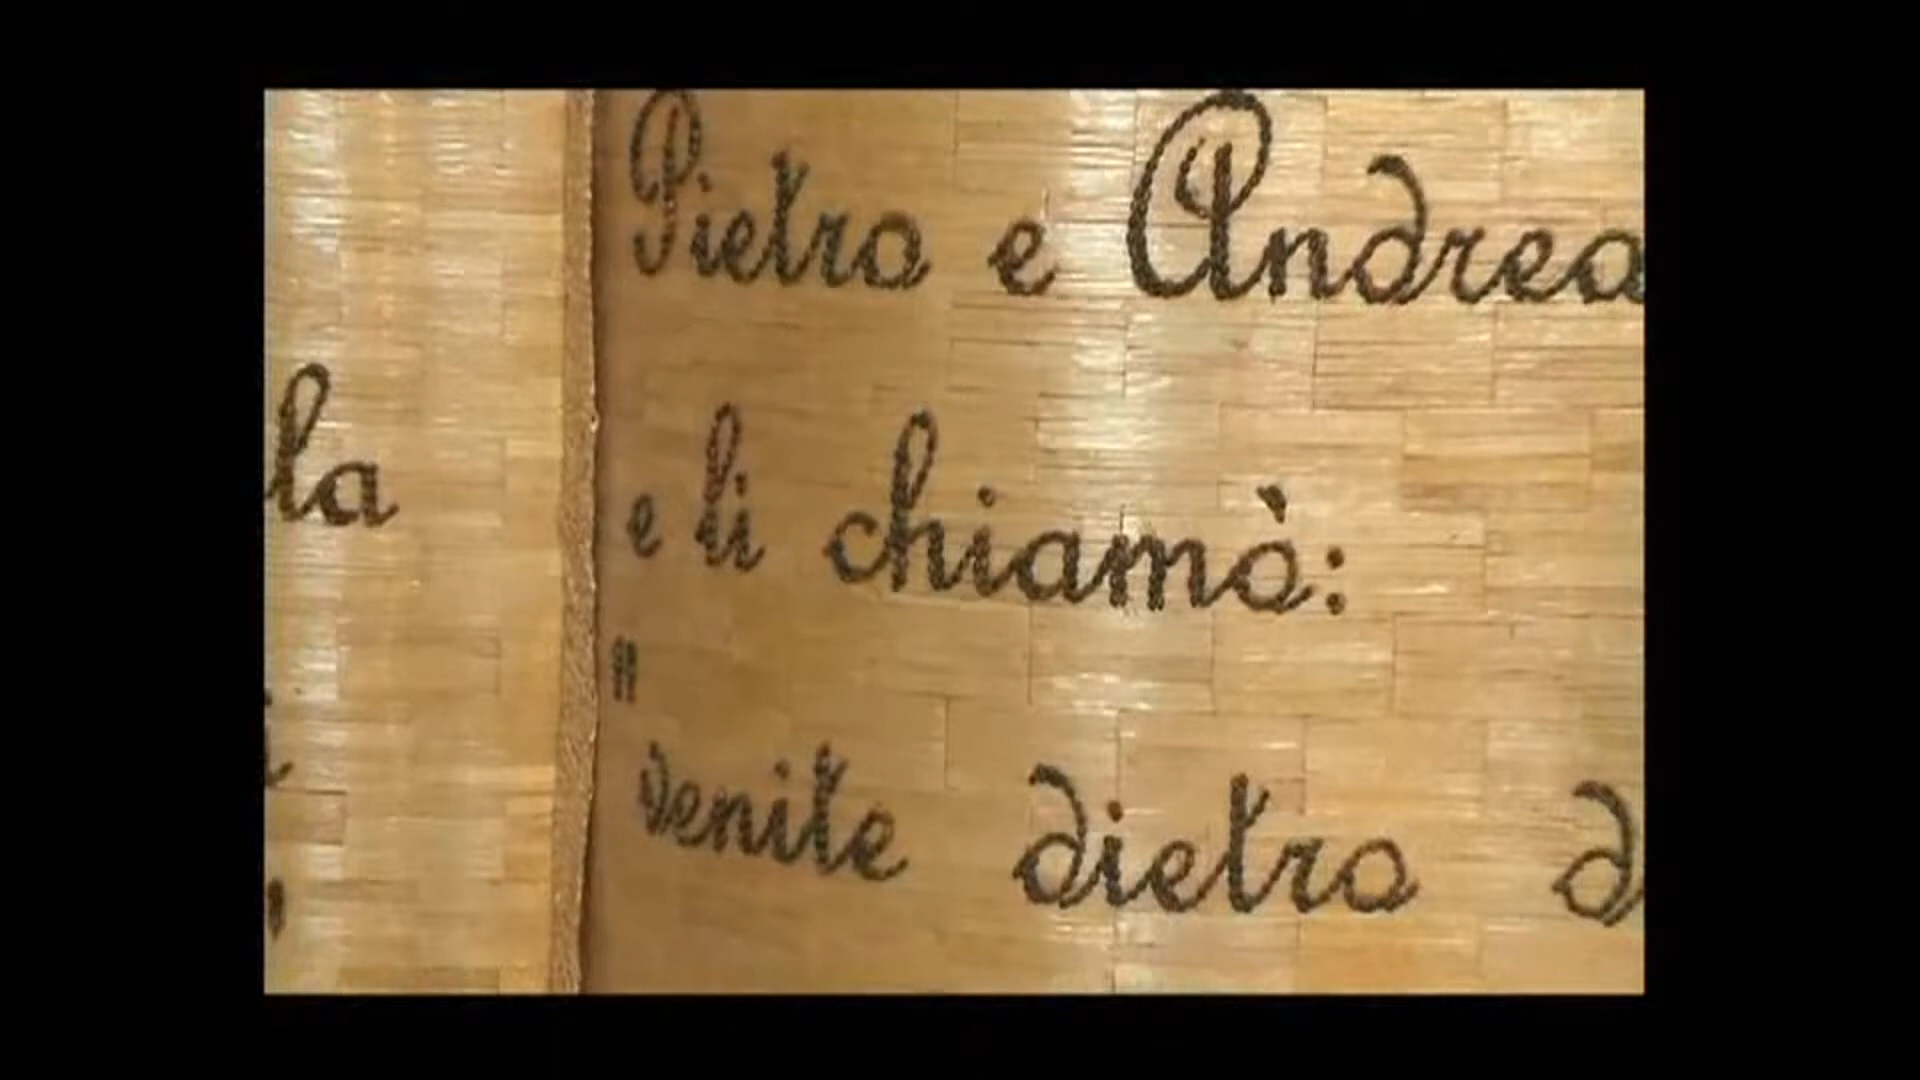 la
Pietro e Andrea
e li chiamò:
"
venite dietro